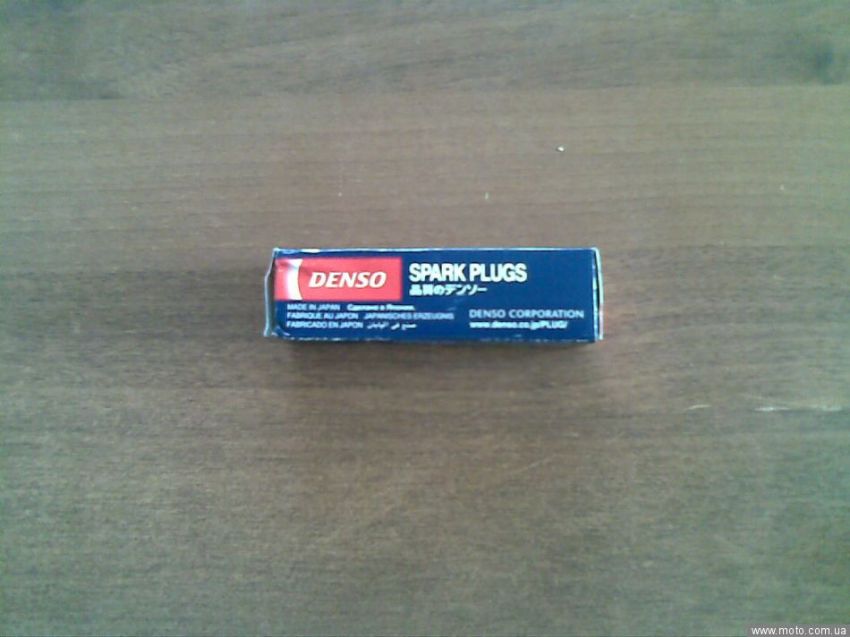 DENSO
SPARK PLUGS
品質のデンソー
MADE IN JAPAN Сделано в Японии.
FABRIQUE AU JAPON JAPANISCHES ERZEUGNIS
FABRICADO EN JAPON صنع في اليابان
DENSO CORPORATION
www.denso.co.jp/PLUG/
www.moto.com.ua